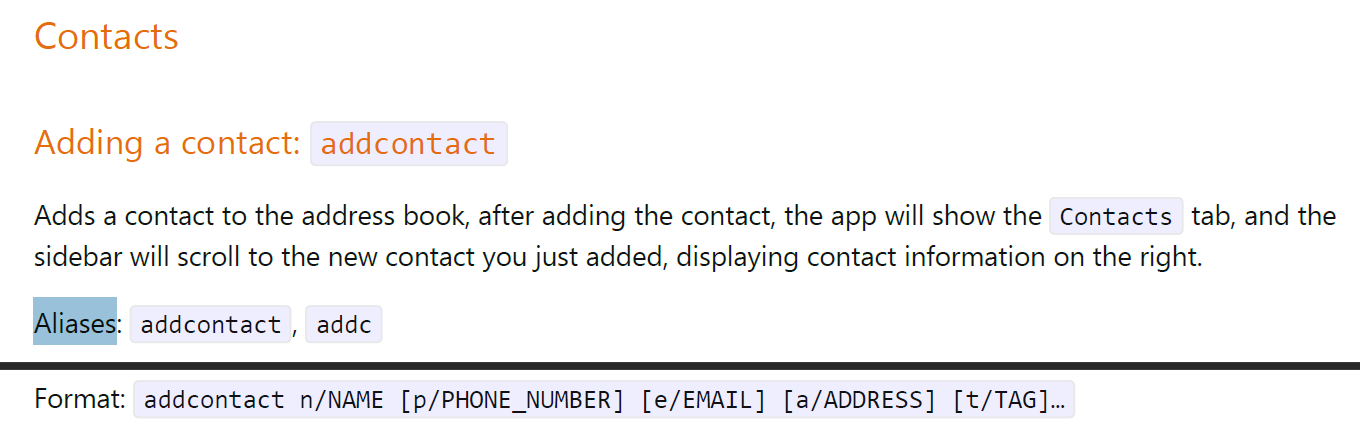 Contacts
Adding a contact: addcontact
Adds a contact to the address book, after adding the contact, the app will show the Contacts tab, and the
sidebar will scroll to the new contact you just added, displaying contact information on the right.
Aliases: addcontact, addc
Format: addcontact n/NAME [p/PHONE_NUMBER] [e/EMAIL] [a/ADDRESS] [t/TAG]…